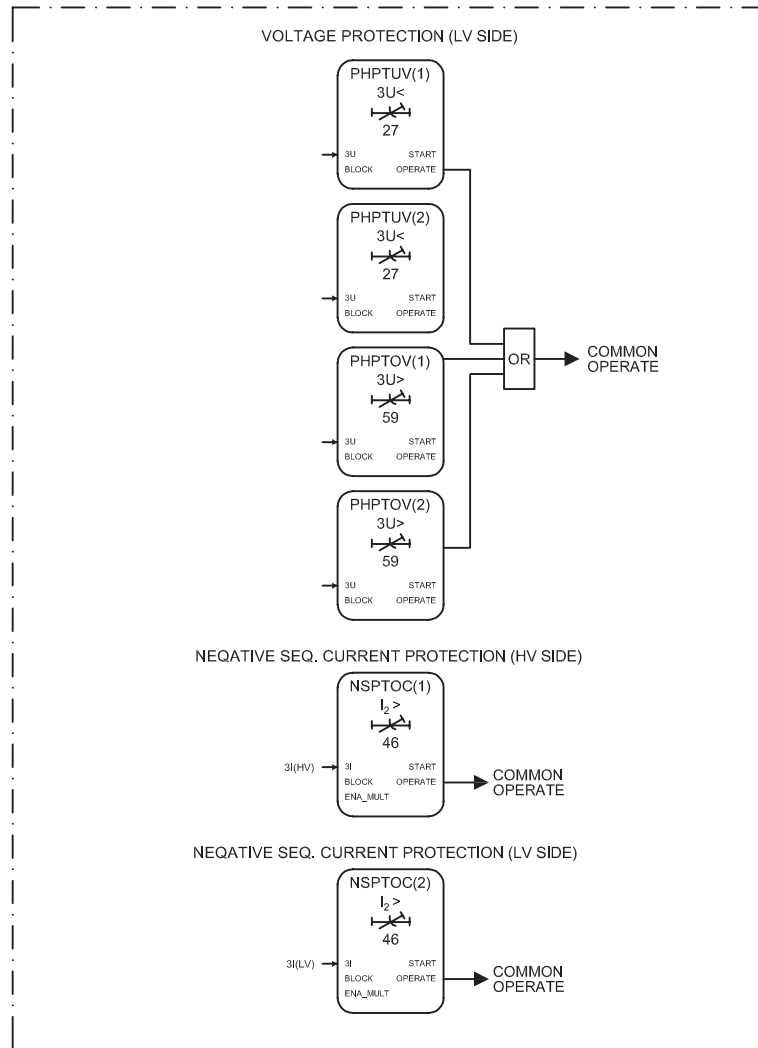 VOLTAGE PROTECTION (LV SIDE)
PHPTUV(1)
3U<
27
3U START
BLOCK OPERATE
PHPTUV(2)
3U<
27
3U START
BLOCK OPERATE
PHPTOV(1)
3U>
59
3U START
BLOCK OPERATE
OR
COMMON
OPERATE
PHPTOV(2)
3U>
59
3U START
BLOCK OPERATE
NEQATIVE SEQ. CURRENT PROTECTION (HV SIDE)
NSPTOC(1)
I₂ >
46
3I(HV) 3I START
BLOCK OPERATE
ENA_MULT
COMMON
OPERATE
NEQATIVE SEQ. CURRENT PROTECTION (LV SIDE)
NSPTOC(2)
I₂ >
46
3I(LV) 3I START
BLOCK OPERATE
ENA_MULT
COMMON
OPERATE